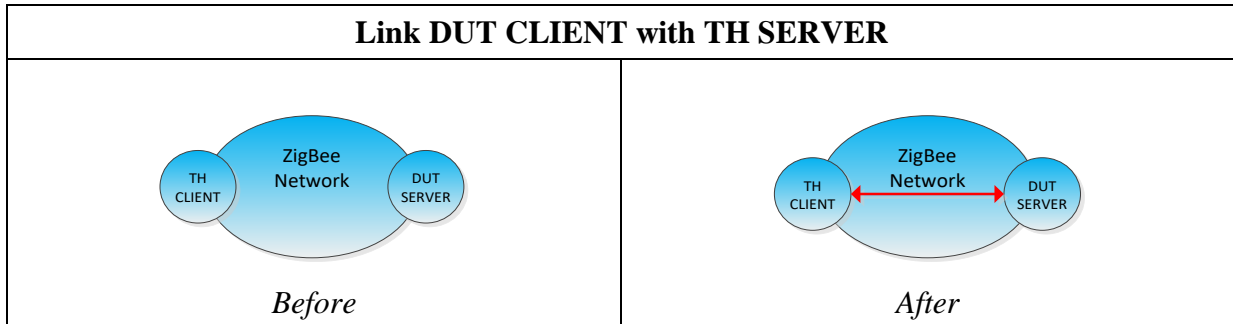 Link DUT CLIENT with TH SERVER
ZigBee
Network
TH
CLIENT
DUT
SERVER
Before
ZigBee
Network
TH
CLIENT
DUT
SERVER
After